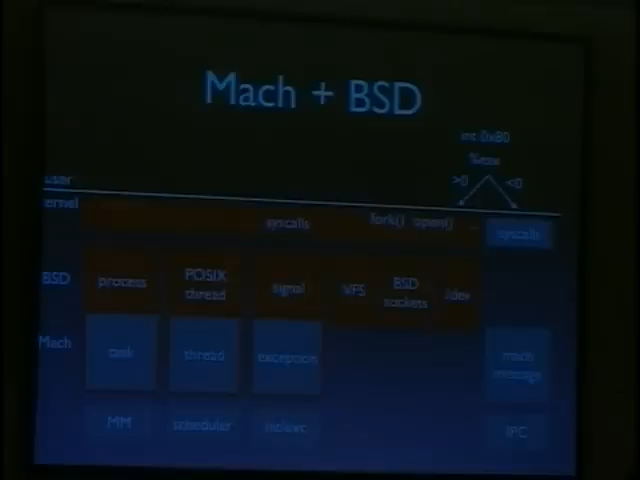 Mach + BSD
int 0x80
%eax
>0 <0
user
kernel
syscalls fork() open() ...
syscalls
BSD process POSIX thread signal VFS BSD sockets /dev
Mach task thread exception mach message
MM scheduler IPC